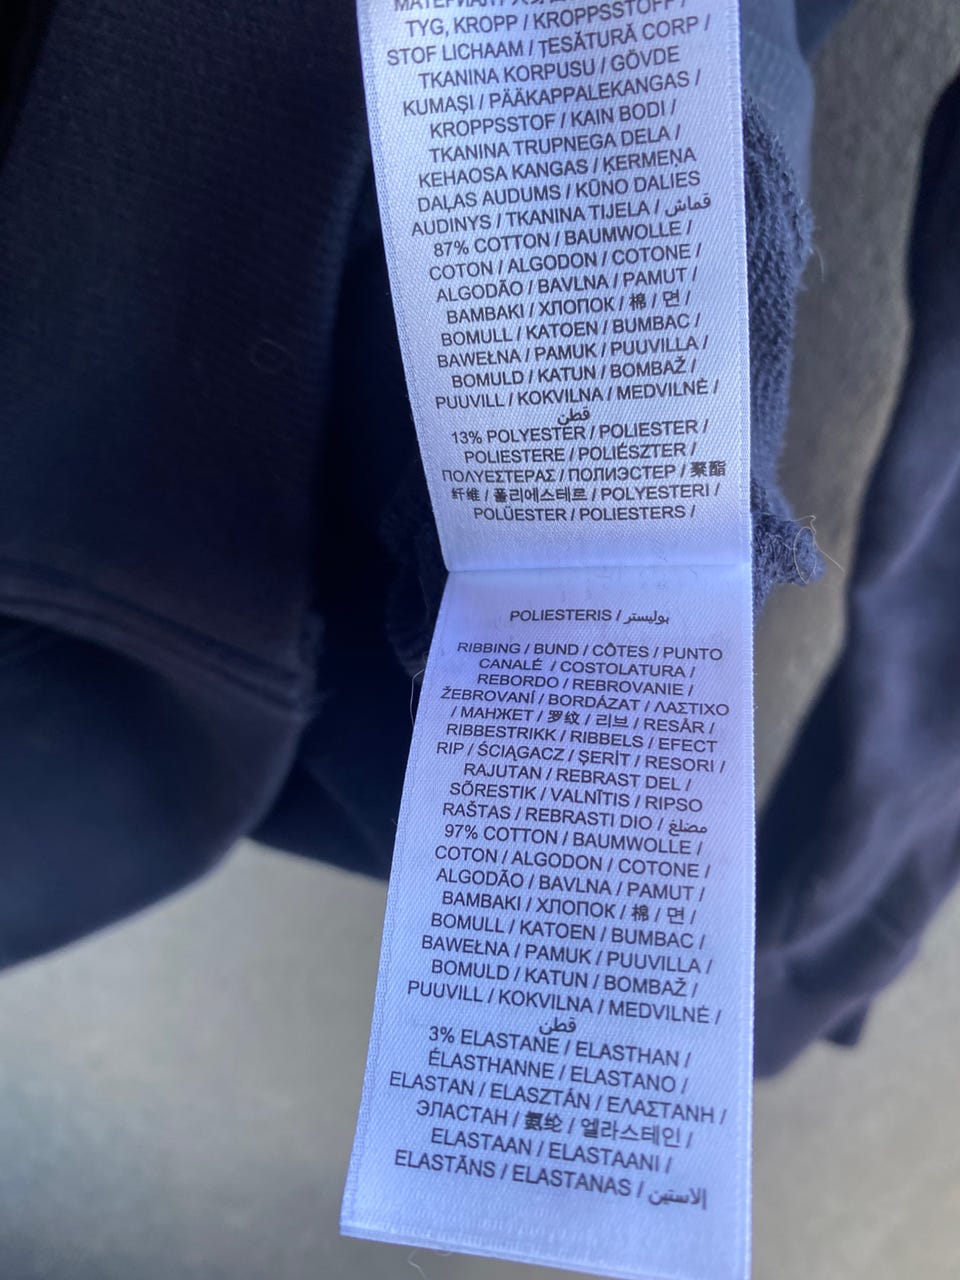 МАТЕРИАЛ /
TYG, KROPP / KROPPSSTOFF /
STOF LICHAAM / ȚESĂTURĂ CORP /
TKANINA KORPUSU / GÖVDE
KUMAŞI / PÄÄKAPPALEKANGAS /
KROPPSSTOF / KAIN BODI /
TKANINA TRUPNEGA DELA /
KEHAOSA KANGAS / ĶERMEŅA
DAĻAS AUDUMS / KŪNO DALIES
AUDINYS / TKANINA TIJELA / قماش
87% COTTON / BAUMWOLLE /
COTON / ALGODON / COTONE /
ALGODÃO / BAVLNA / PAMUT /
BAMBAKI / ХЛОПОК / 棉 / 면 /
BOMULL / KATOEN / BUMBAC /
BAWEŁNA / PAMUK / PUUVILLA /
BOMULD / KATUN / BOMBAŽ /
PUUVILL / KOKVILNA / MEDVILNĖ /
قطن
13% POLYESTER / POLIESTER /
POLIESTERE / POLIÉSZTER /
ΠΟΛΥΕΣΤΕΡΑΣ / ПОЛИЭСТЕР / 聚酯
纤维 / 폴리에스테르 / POLYESTERI /
POLÜESTER / POLIESTERS /
POLIESTERIS / بوليستر
RIBBING / BUND / CÔTES / PUNTO
CANALÉ / COSTOLATURA /
REBORDO / REBROVANIE /
ŽEBROVANÍ / BORDÁZAT / ΛΑΣΤΙΧΟ
/ МАНЖЕТ / 罗纹 / 리브 / RESÅR /
RIBBESTRIKK / RIBBELS / EFECT
RIP / ŚCIĄGACZ / ŞERİT / RESORI /
RAJUTAN / REBRAST DEL /
SÕRESTIK / VALNĪTIS / RIPSO
RAŠTAS / REBRASTI DIO / مضلع
97% COTTON / BAUMWOLLE /
COTON / ALGODON / COTONE /
ALGODÃO / BAVLNA / PAMUT /
BAMBAKI / ХЛОПОК / 棉 / 면 /
BOMULL / KATOEN / BUMBAC /
BAWEŁNA / PAMUK / PUUVILLA /
BOMULD / KATUN / BOMBAŽ /
PUUVILL / KOKVILNA / MEDVILNĖ /
قطن
3% ELASTANE / ELASTHAN /
ÉLASTHANNE / ELASTANO /
ELASTAN / ELASZTÁN / ΕΛΑΣΤΑΝΗ /
ЭЛАСТАН / 氨纶 / 엘라스테인 /
ELASTAAN / ELASTAANI /
ELASTĀNS / ELASTANAS / إلاستين